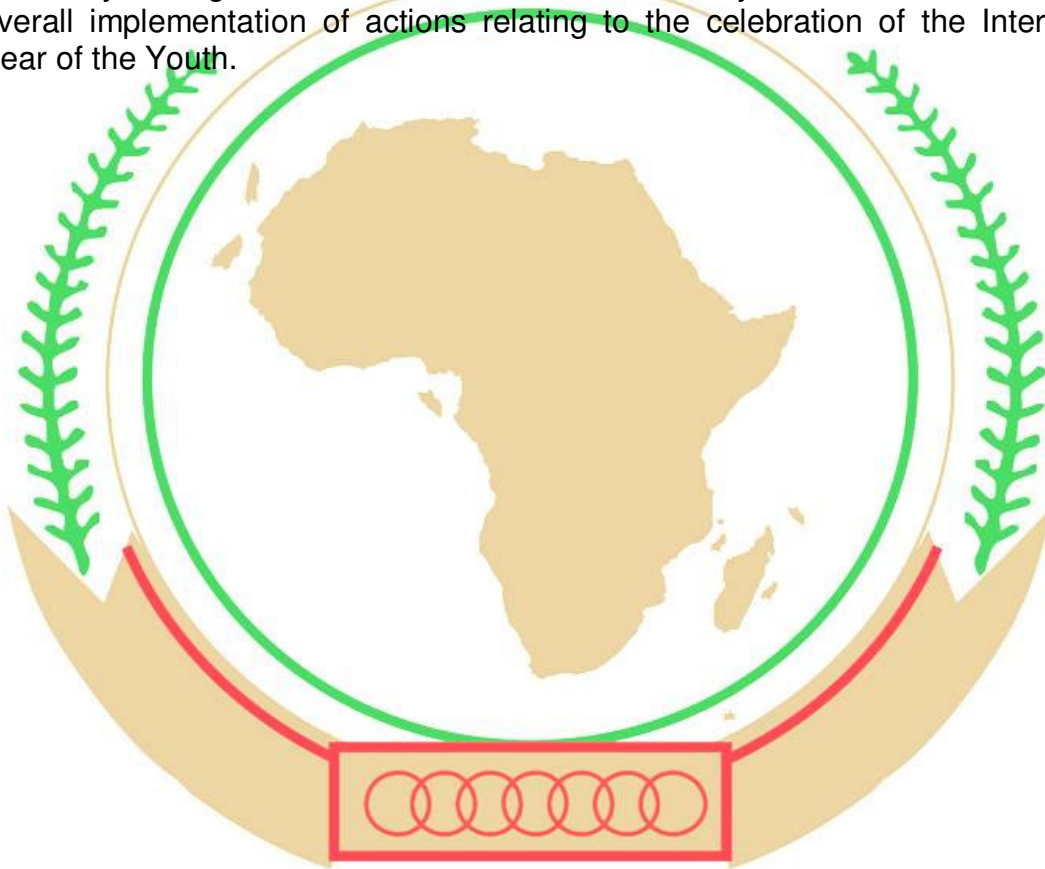 verall implementation of actions relating to the celebration of the Inter
ear of the Youth.